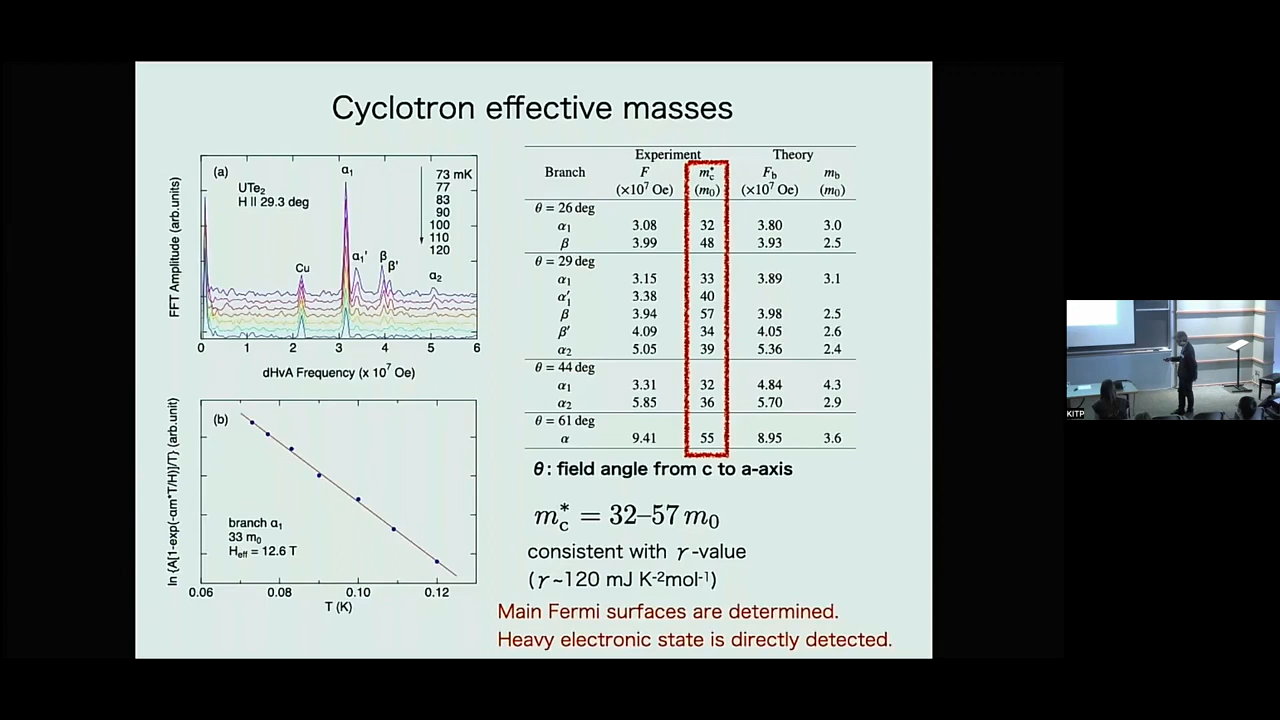 Cyclotron effective masses
(a)
UTe2
H || 29.3 deg
α1
73 mK
77
83
90
100
110
120
Cu
α1'
β
β'
α2
FFT Amplitude (arb.units)
0 1 2 3 4 5 6
dHvA Frequency (x 10⁷ Oe)
(b)
branch α1
33 m0
Heff = 12.6 T
ln {A[1-exp(-αm*T/H)]/T} (arb.unit)
0.06 0.08 0.10 0.12
T (K)
Experiment Theory
Branch F m*c Fb mb
(×10⁷ Oe) (m0) (×10⁷ Oe) (m0)
θ = 26 deg
α1 3.08 32 3.80 3.0
β 3.99 48 3.93 2.5
θ = 29 deg
α1 3.15 33 3.89 3.1
α1' 3.38 40
β 3.94 57 3.98 2.5
β' 4.09 34 4.05 2.6
α2 5.05 39 5.36 2.4
θ = 44 deg
α1 3.31 32 4.84 4.3
α2 5.85 36 5.70 2.9
θ = 61 deg
α 9.41 55 8.95 3.6
θ: field angle from c to a-axis
m*c = 32–57 m0
consistent with γ-value
(γ~120 mJ K⁻²mol⁻¹)
Main Fermi surfaces are determined.
Heavy electronic state is directly detected.
KITP